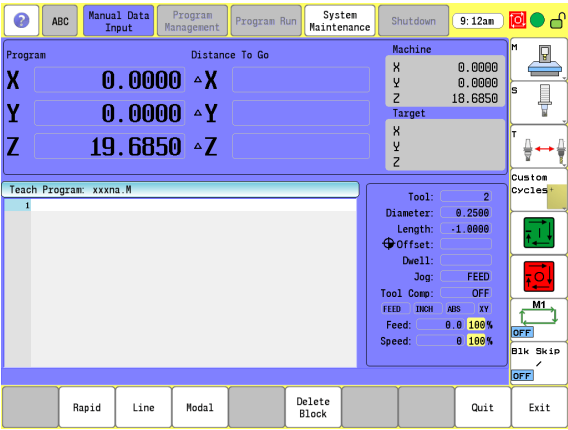 ? ABC Manual Data Input Program Management Program Run System Maintenance Shutdown 9:12am
Program Distance To Go Machine
X 0.0000 △X X 0.0000
Y 0.0000 △Y Y 0.0000
Z 19.6850 △Z Z 18.6850
Target
X
Y
Z
M
S
T
Custom
Cycles+
Teach Program: xxxna.M
1
Tool: 2
Diameter: 0.2500
Length: -1.0000
Offset:
Dwell:
Jog: FEED
Tool Comp: OFF
FEED INCH ABS XY
Feed: 0.0 100%
Speed: 0 100%
M1
OFF
Blk Skip
/
OFF
Rapid Line Modal Delete Block Quit Exit